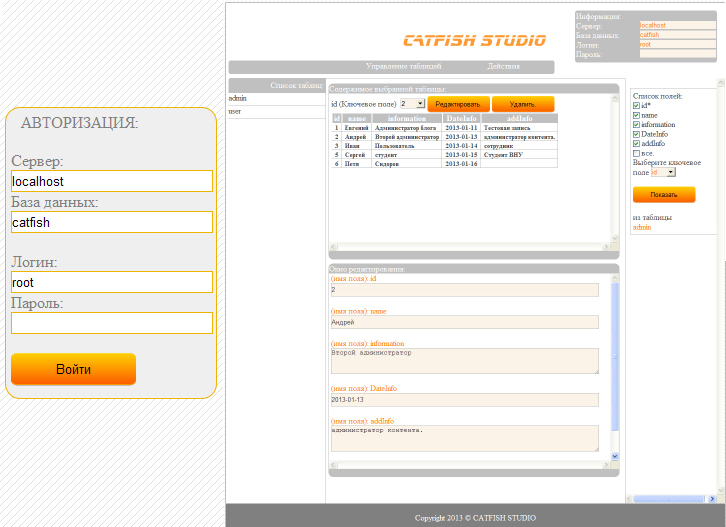 АВТОРИЗАЦИЯ:
Сервер:
localhost
База данных:
catfish
Логин:
root
Пароль:
Войти
CATFISH STUDIO
Информация:
Сервер: localhost
База данных: catfish
Логин: root
Пароль:
Управление таблицей Действия
Список таблиц:
admin
user
Содержимое выбранной таблицы:
id (Ключевое поле) 2 Редактировать Удалить.
id name information DateInfo addInfo
1 Евгений Администратор блога 2013-01-11 Тестовая запись
2 Андрей Второй администратор 2013-01-13 администратор контента.
3 Иван Пользователь 2013-01-14 сотрудник
5 Сергей студент 2013-01-15 Студент ВНУ
6 Петя Сидоров 2013-01-16
Окно редактирования:
(имя поля): id
2
(имя поля): name
Андрей
(имя поля): information
Второй администратор
(имя поля): DateInfo
2013-01-13
(имя поля): addInfo
администратор контента.
Список полей:
id*
name
information
DateInfo
addInfo
все.
Выберите ключевое
поле id
Показать
из таблицы
admin
Copyright 2013 © CATFISH STUDIO